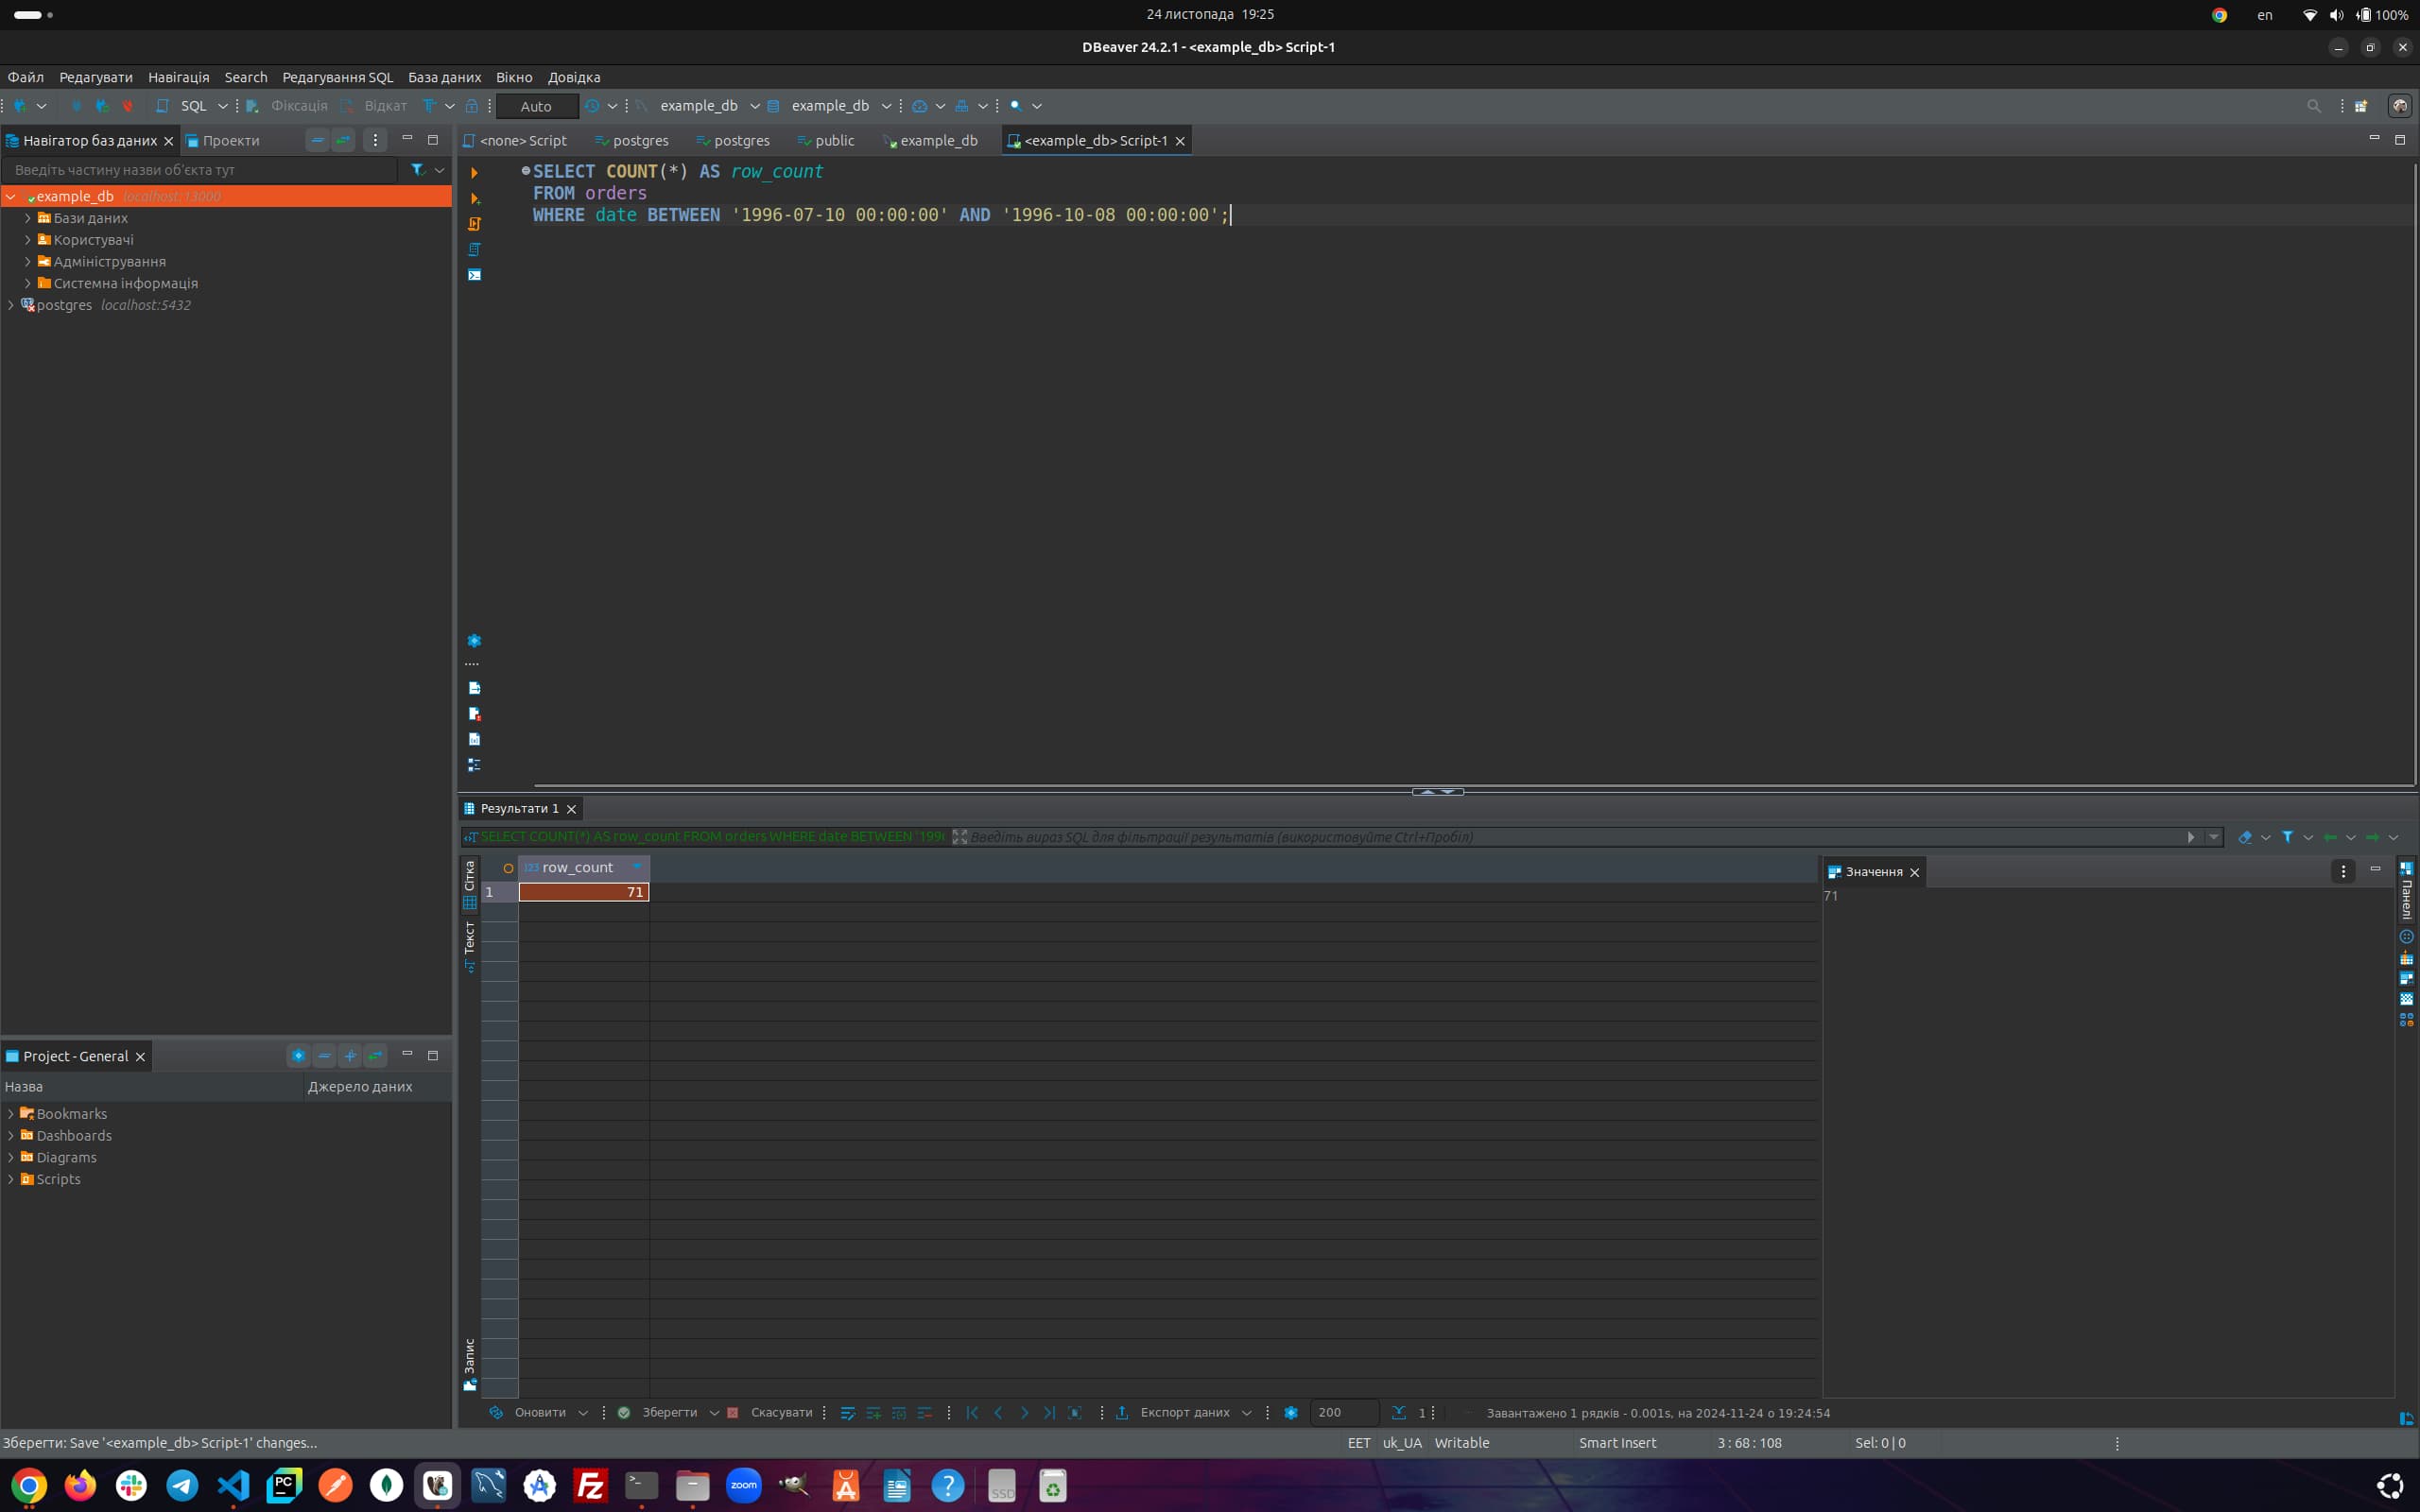 24 листопада 19:25
en
100%
DBeaver 24.2.1 - <example_db> Script-1
Файл Редагувати Навігація Search Редагування SQL База даних Вікно Довідка
SQL Фіксація Відкат Auto example_db example_db
Навігатор баз даних Проекти
<none> Script postgres postgres public example_db <example_db> Script-1
Введіть частину назви об'єкта тут
example_db localhost:13000
Бази даних
Користувачі
Адміністрування
Системна інформація
postgres localhost:5432
SELECT COUNT(*) AS row_count
FROM orders
WHERE date BETWEEN '1996-07-10 00:00:00' AND '1996-10-08 00:00:00';
Результати 1
SELECT COUNT(*) AS row_count FROM orders WHERE date BETWEEN '199
Введіть вираз SQL для фільтрації результатів (використовуйте Ctrl+Пробіл)
Сітка
Текст
Запис
123 row_count
1 71
Значення
71
Панелі
Project - General
Назва Джерело даних
Bookmarks
Dashboards
Diagrams
Scripts
Оновити Зберегти Скасувати Експорт даних 200 1 Завантажено 1 рядків - 0.001s, на 2024-11-24 о 19:24:54
Зберегти: Save '<example_db> Script-1' changes...
EET uk_UA Writable Smart Insert 3 : 68 : 108 Sel: 0 | 0
PC
Fz
zoom
SSD